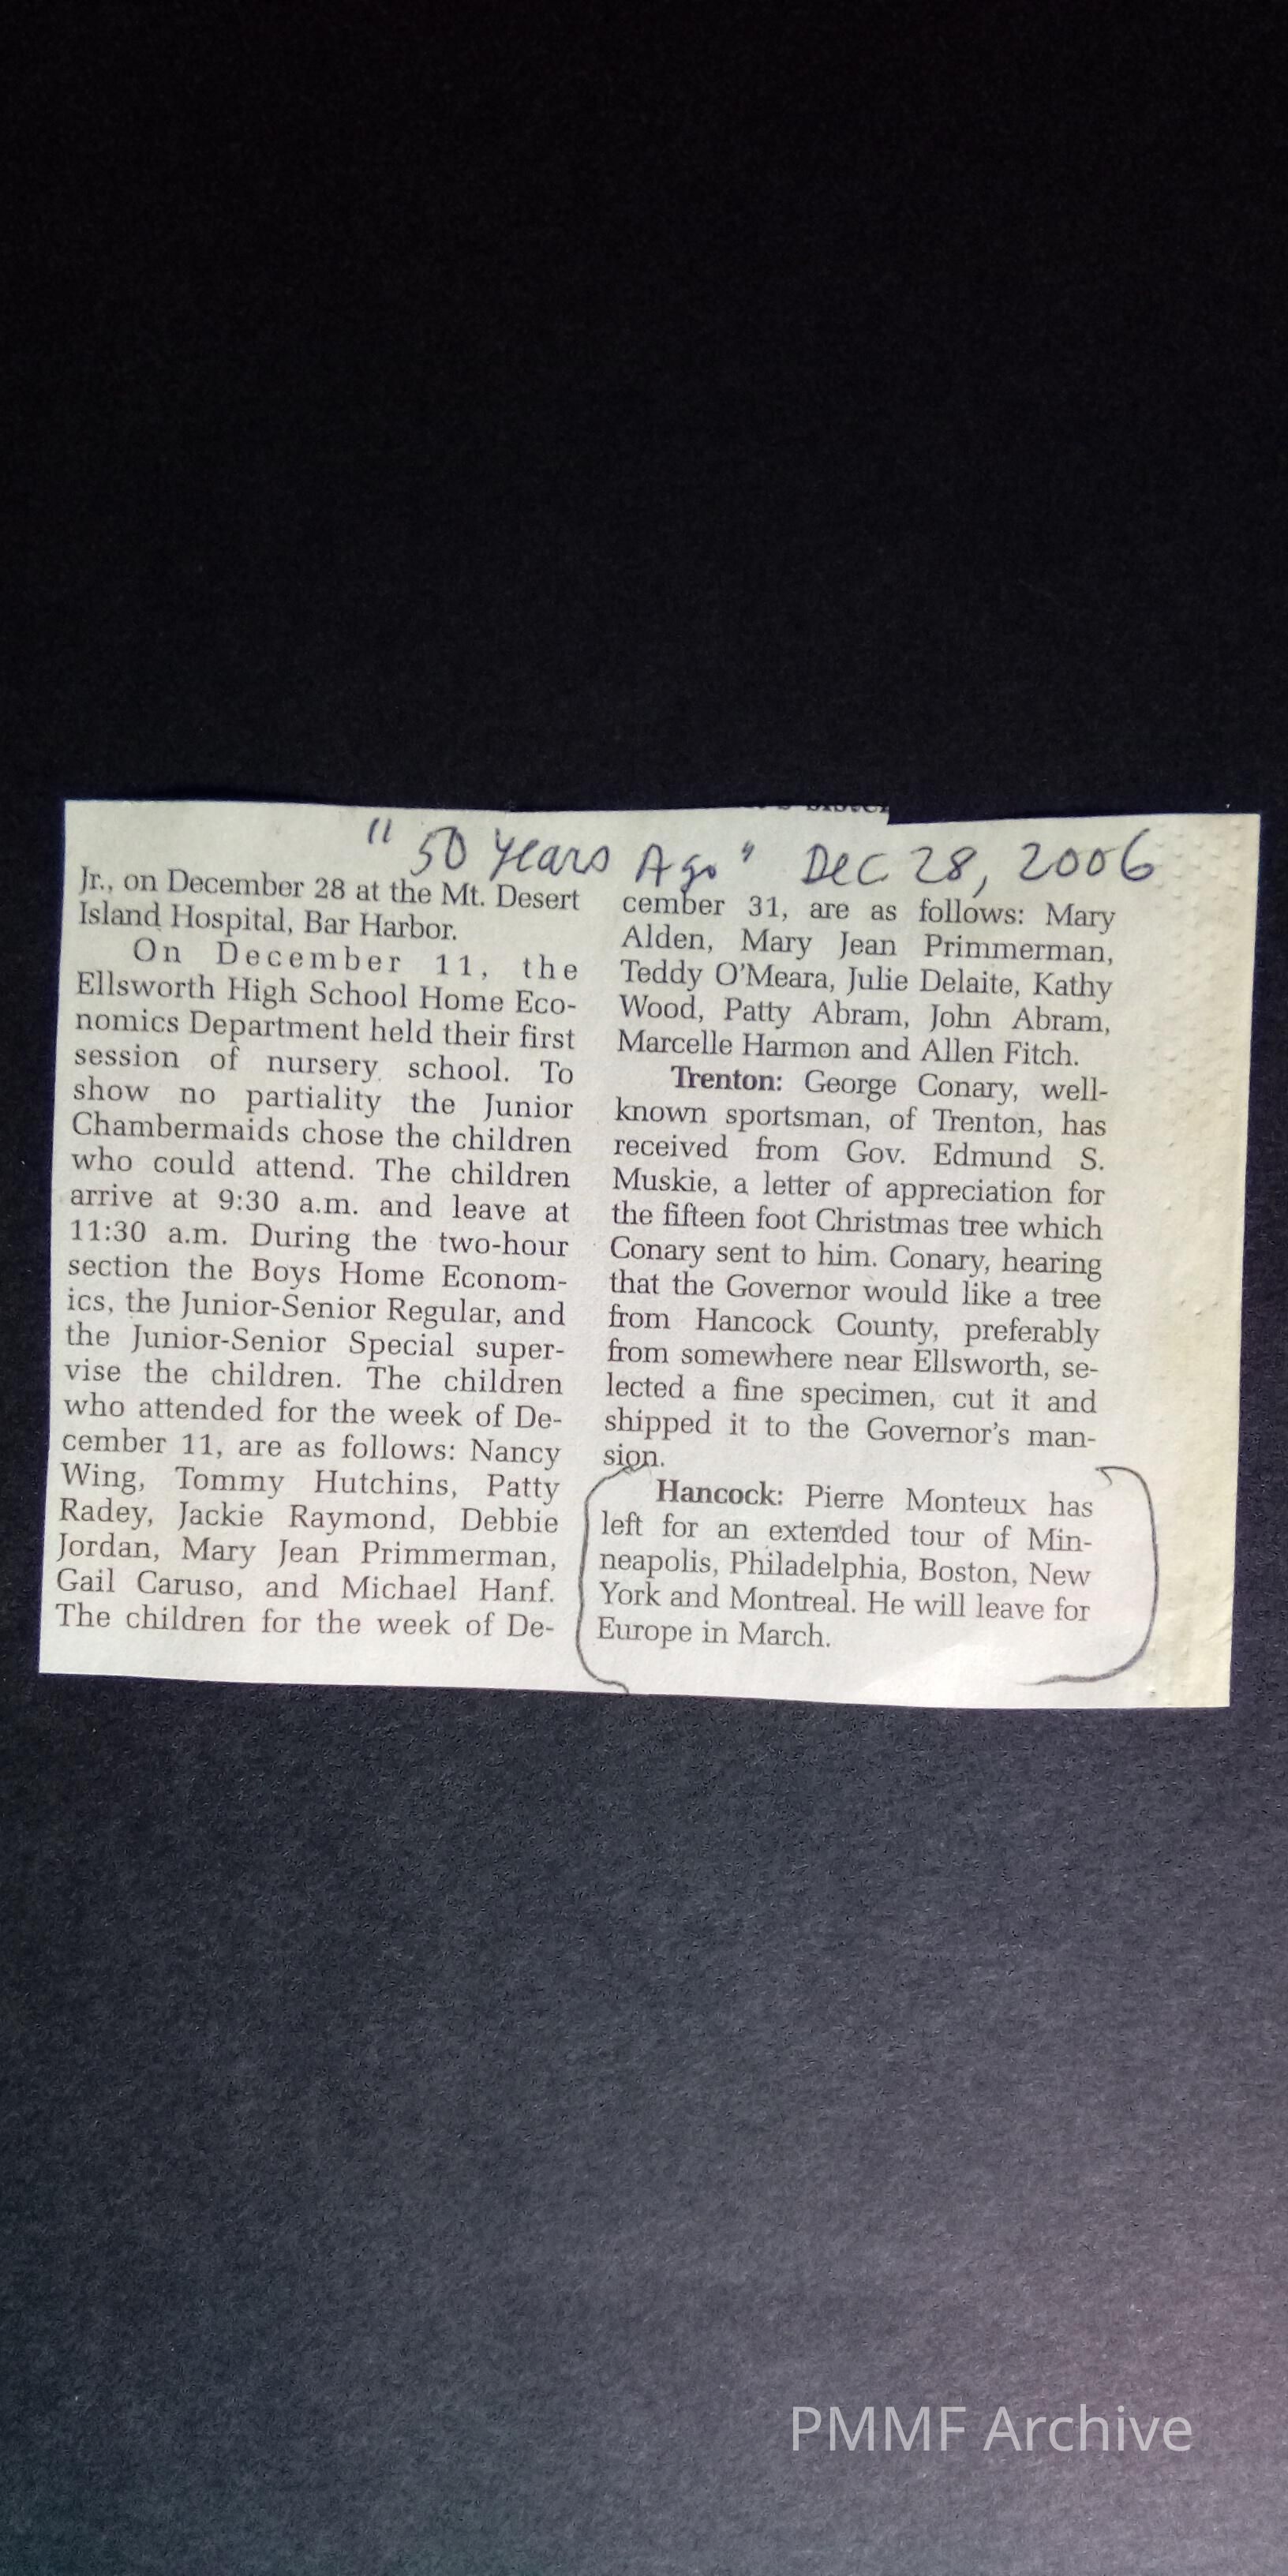 "50 Years Ago" Dec. 28, 2006
Jr., on December 28 at the Mt. Desert
Island Hospital, Bar Harbor.
On December 11, the
Ellsworth High School Home Eco-
nomics Department held their first
session of nursery school. To
show no partiality the Junior
Chambermaids chose the children
who could attend. The children
arrive at 9:30 a.m. and leave at
11:30 a.m. During the two-hour
section the Boys Home Econom-
ics, the Junior-Senior Regular, and
the Junior-Senior Special super-
vise the children. The children
who attended for the week of De-
cember 11, are as follows: Nancy
Wing, Tommy Hutchins, Patty
Radey, Jackie Raymond, Debbie
Jordan, Mary Jean Primmerman,
Gail Caruso, and Michael Hanf.
The children for the week of De-
cember 31, are as follows: Mary
Alden, Mary Jean Primmerman,
Teddy O'Meara, Julie Delaite, Kathy
Wood, Patty Abram, John Abram,
Marcelle Harmon and Allen Fitch.
Trenton: George Conary, well-
known sportsman, of Trenton, has
received from Gov. Edmund S.
Muskie, a letter of appreciation for
the fifteen foot Christmas tree which
Conary sent to him. Conary, hearing
that the Governor would like a tree
from Hancock County, preferably
from somewhere near Ellsworth, se-
lected a fine specimen, cut it and
shipped it to the Governor's man-
sion.
Hancock: Pierre Monteux has
left for an extended tour of Min-
neapolis, Philadelphia, Boston, New
York and Montreal. He will leave for
Europe in March.
PMMF Archive